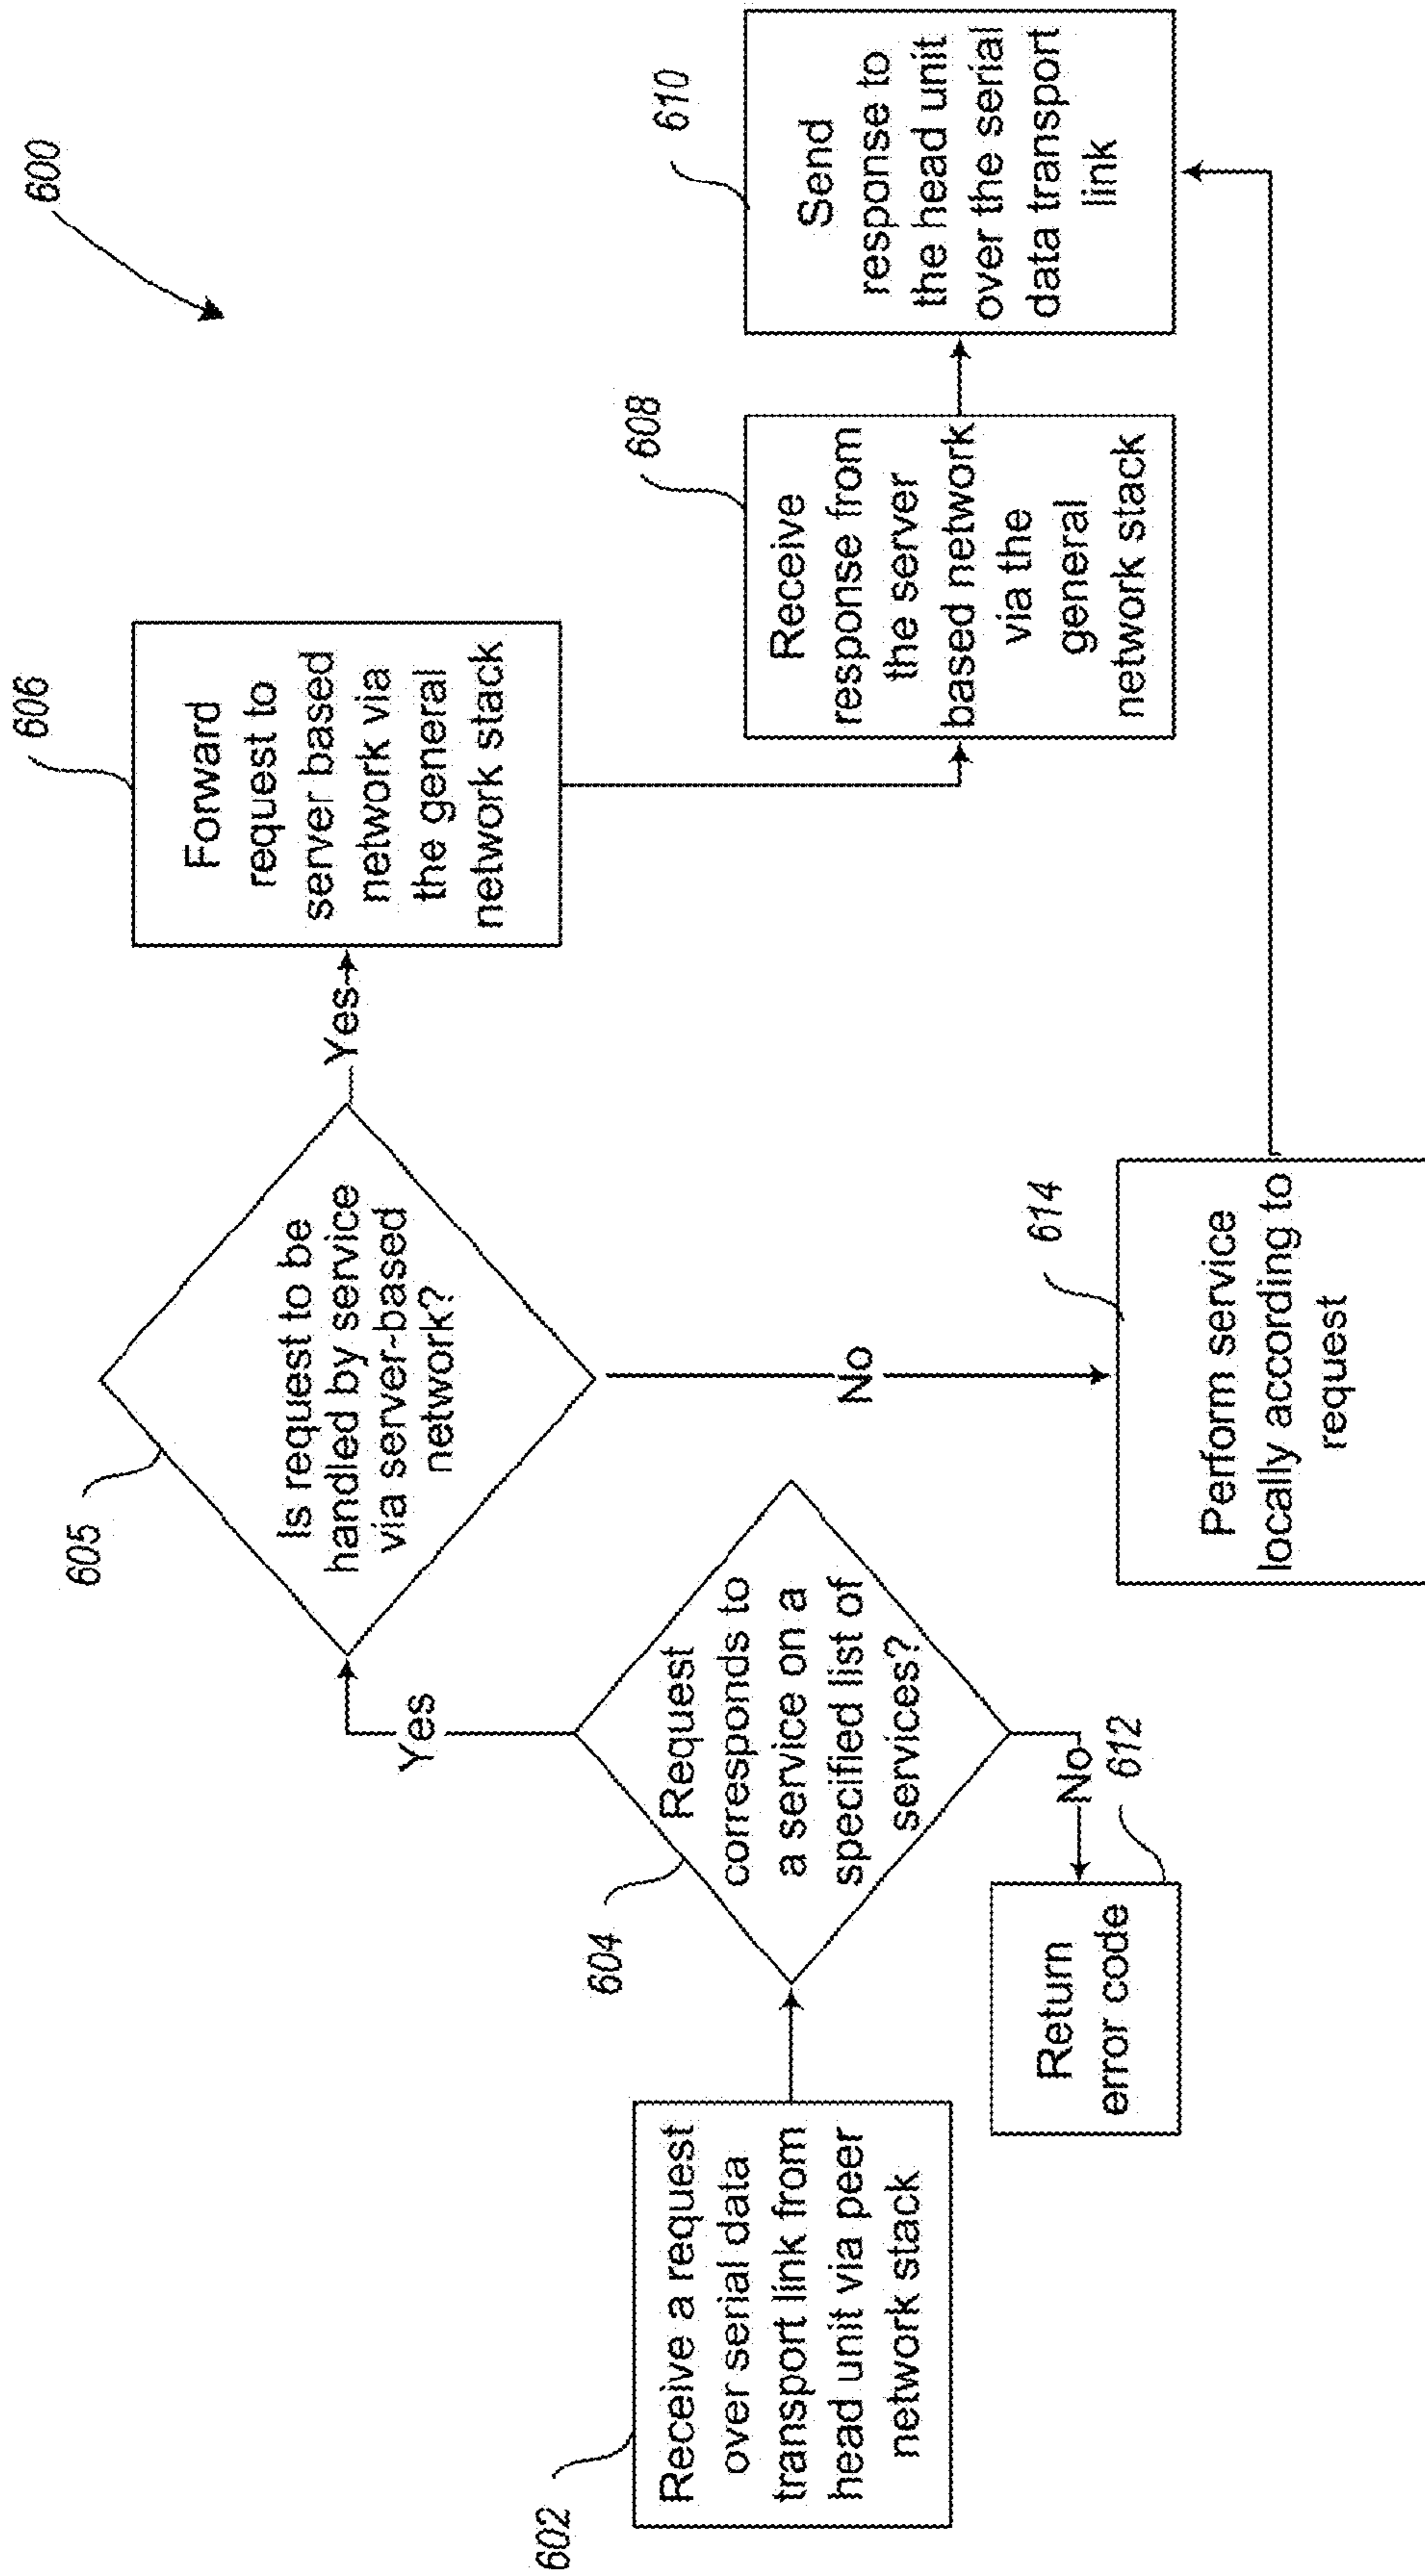 600
602
Receive a request
over serial data
transport link from
head unit via peer
network stack
604
Request
corresponds to
a service on a
specified list of
services?
Yes
No
612
Return
error code
605
Is request to be
handled by service
via server-based
network?
Yes
No
606
Forward
request to
server based
network via
the general
network stack
608
Receive
response from
the server
based network
via the
general
network stack
610
Send
response to
the head unit
over the serial
data transport
link
614
Perform service
locally according to
request